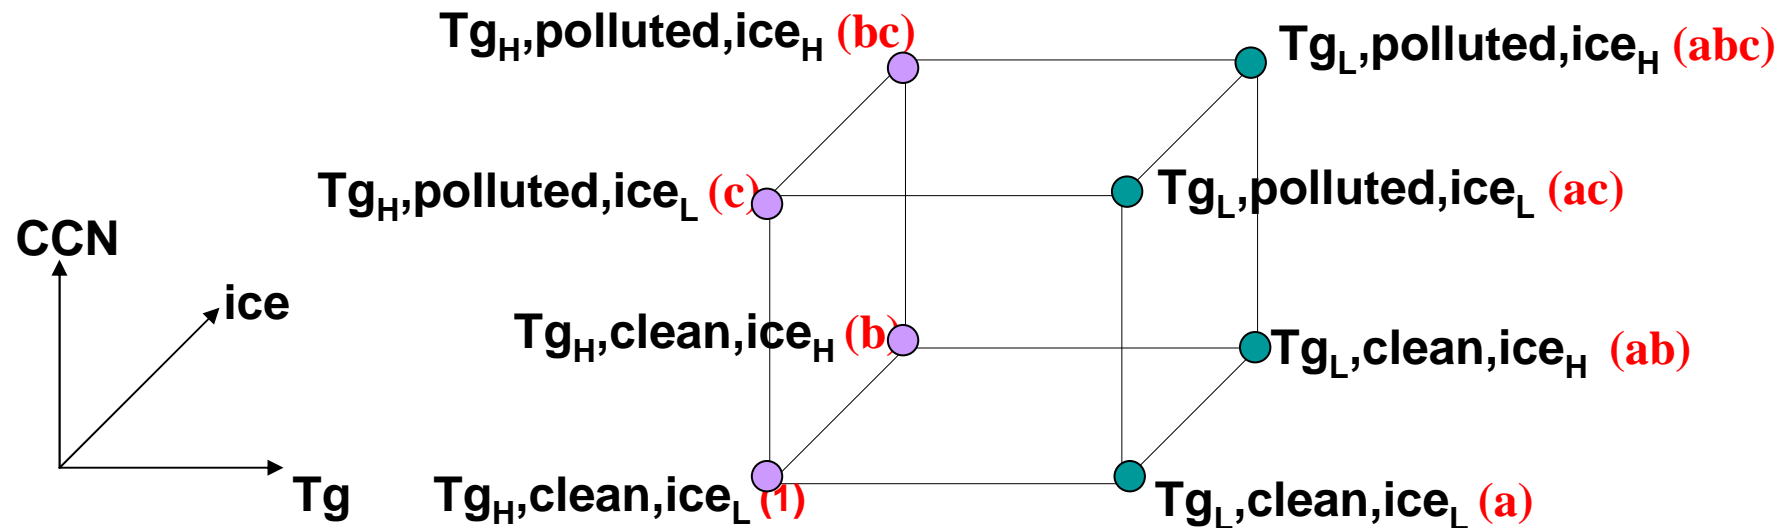 Tg_H,polluted,ice_H (bc)
Tg_L,polluted,ice_H (abc)
Tg_H,polluted,ice_L (c)
Tg_L,polluted,ice_L (ac)
CCN
ice
Tg_H,clean,ice_H (b)
Tg_L,clean,ice_H (ab)
Tg
Tg_H,clean,ice_L (1)
Tg_L,clean,ice_L (a)